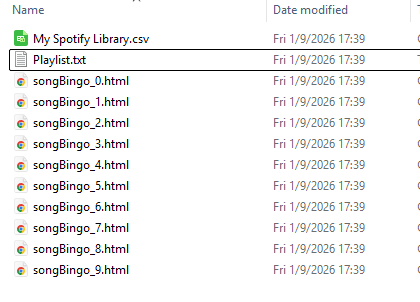 Name Date modified
My Spotify Library.csv Fri 1/9/2026 17:39
Playlist.txt Fri 1/9/2026 17:39
songBingo_0.html Fri 1/9/2026 17:39
songBingo_1.html Fri 1/9/2026 17:39
songBingo_2.html Fri 1/9/2026 17:39
songBingo_3.html Fri 1/9/2026 17:39
songBingo_4.html Fri 1/9/2026 17:39
songBingo_5.html Fri 1/9/2026 17:39
songBingo_6.html Fri 1/9/2026 17:39
songBingo_7.html Fri 1/9/2026 17:39
songBingo_8.html Fri 1/9/2026 17:39
songBingo_9.html Fri 1/9/2026 17:39